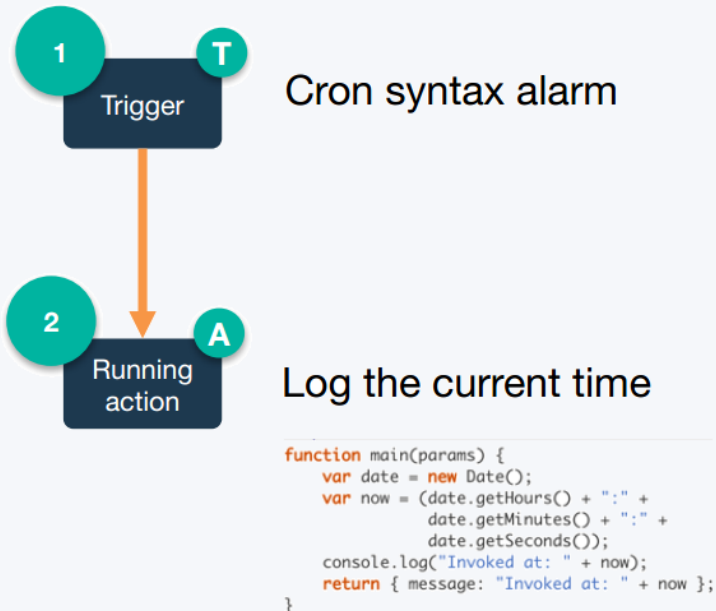 1
T
Trigger
Cron syntax alarm
2
A
Running
action
Log the current time
function main(params) {
    var date = new Date();
    var now = (date.getHours() + ":" +
               date.getMinutes() + ":" +
               date.getSeconds());
    console.log("Invoked at: " + now);
    return { message: "Invoked at: " + now };
}